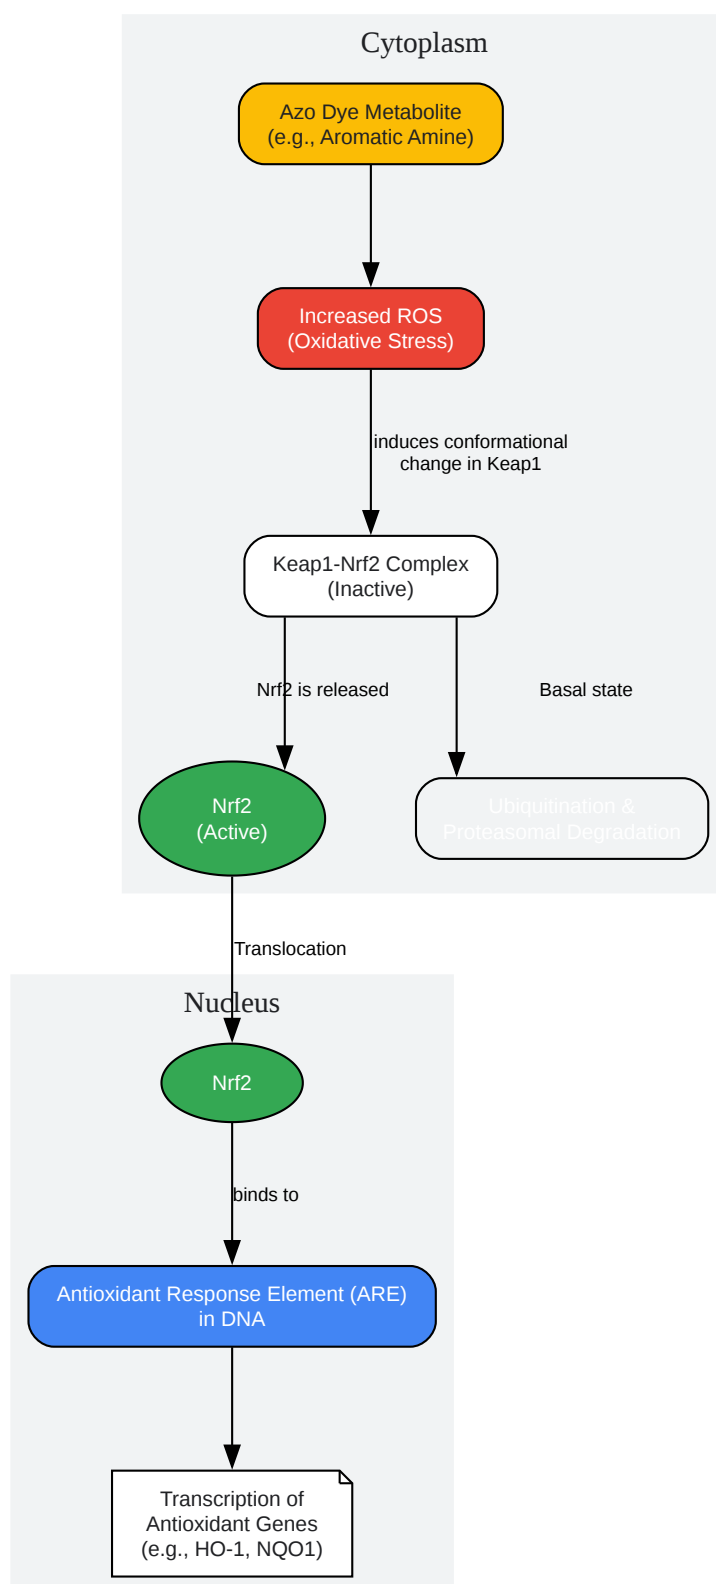 Cytoplasm
Azo Dye Metabolite
(e.g., Aromatic Amine)
Increased ROS
(Oxidative Stress)
induces conformational
change in Keap1
Keap1-Nrf2 Complex
(Inactive)
Nrf2 is released
Basal state
Nrf2
(Active)
Ubiquitination &
Proteasomal Degradation
Translocation
Nucleus
Nrf2
binds to
Antioxidant Response Element (ARE)
in DNA
Transcription of
Antioxidant Genes
(e.g., HO-1, NQO1)